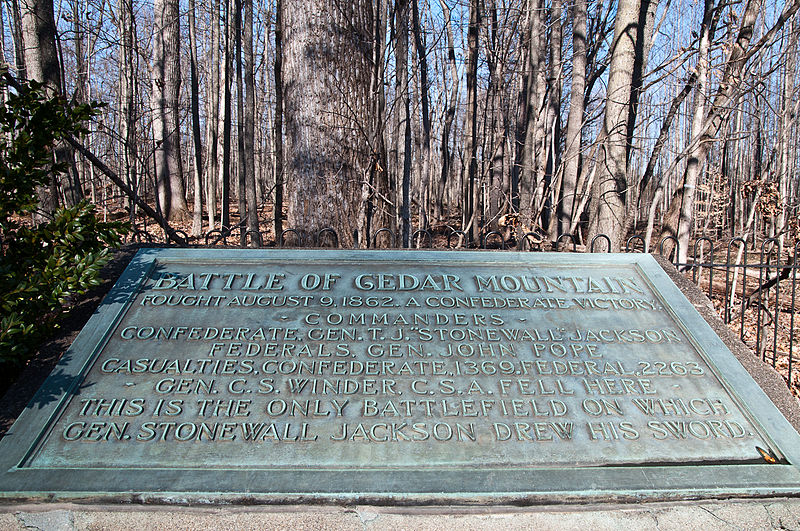 BATTLE OF CEDAR MOUNTAIN
FOUGHT AUGUST 9, 1862. A CONFEDERATE VICTORY.
- COMMANDERS -
CONFEDERATE, GEN. T. J. "STONEWALL" JACKSON
FEDERALS, GEN. JOHN POPE
CASUALTIES, CONFEDERATE, 1369, FEDERAL, 2263
- GEN. C. S. WINDER, C.S.A. FELL HERE -
THIS IS THE ONLY BATTLEFIELD ON WHICH
GEN. STONEWALL JACKSON DREW HIS SWORD.